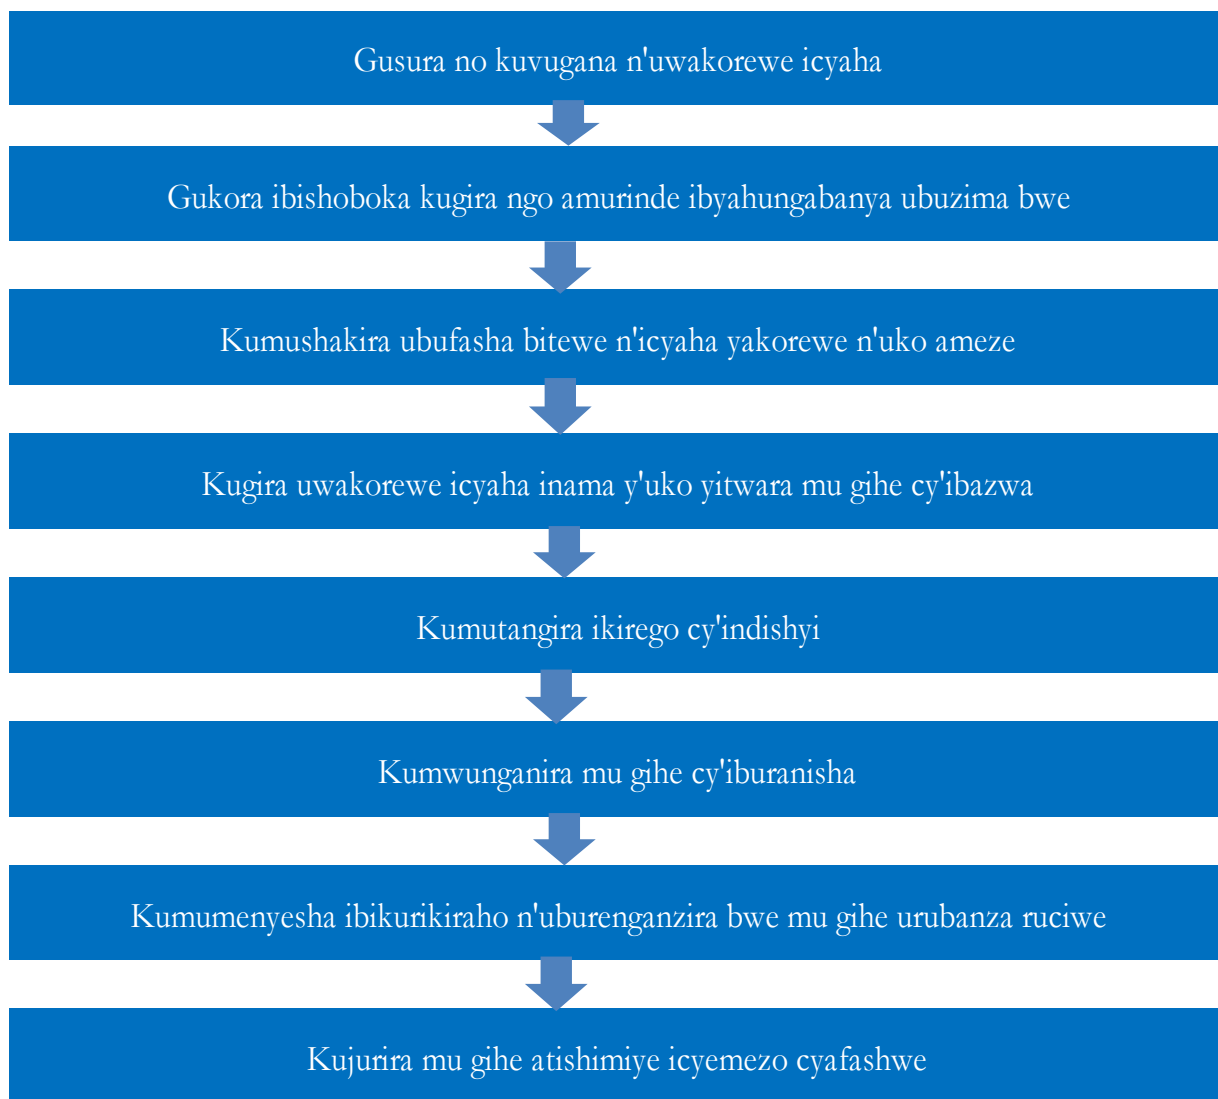 Gusura no kuvugana n'uwakorewe icyaha
Gukora ibishoboka kugira ngo amurinde ibyahungabanya ubuzima bwe
Kumushakira ubufasha bitewe n'icyaha yakorewe n'uko ameze
Kugira uwakorewe icyaha inama y'uko yitwara mu gihe cy'ibazwa
Kumutangira ikirego cy'indishyi
Kumwunganira mu gihe cy'iburanisha
Kumumenyesha ibikurikiraho n'uburenganzira bwe mu gihe urubanza ruciwe
Kujurira mu gihe atishimiye icyemezo cyafashwe